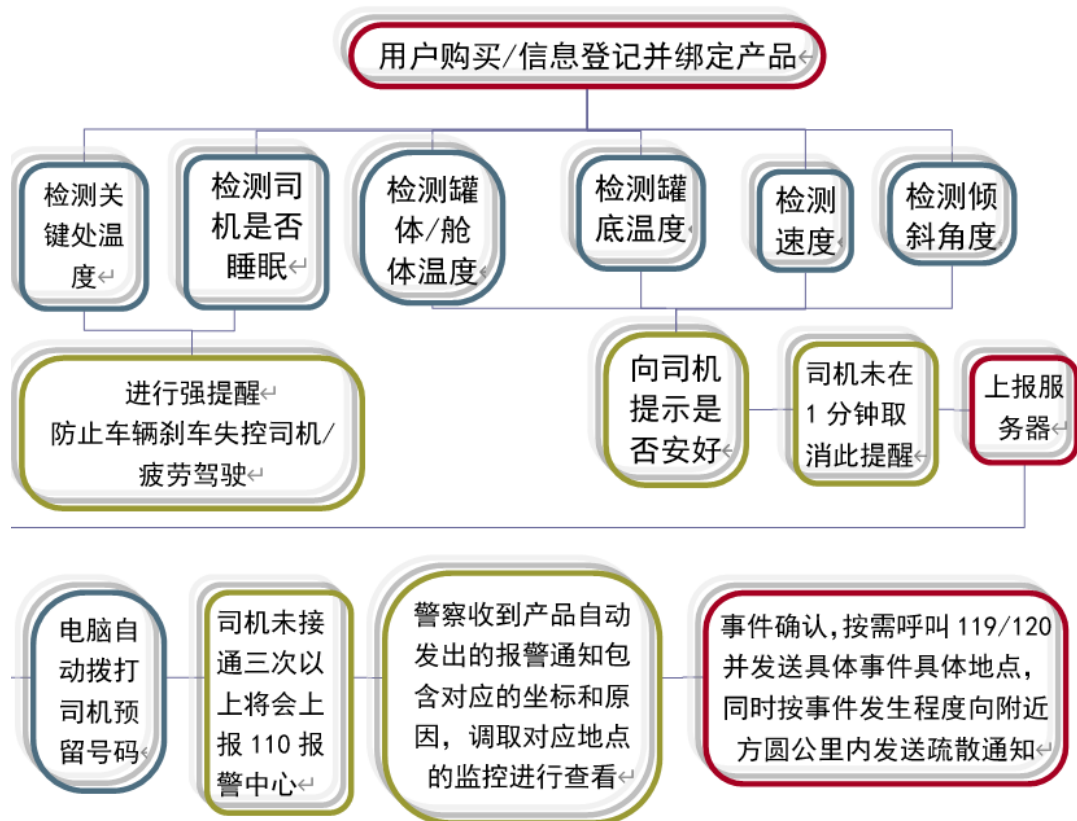 用户购买/信息登记并绑定产品↵
检测关
键处温
度↵
检测司
机是否
睡眠↵
检测罐
体/舱
体温度↵
检测罐
底温度↵
检测
速度↵
检测倾
斜角度↵
进行强提醒↵
防止车辆刹车失控司机/
疲劳驾驶↵
向司机
提示是
否安好↵
司机未在
1分钟取
消此提醒↵
上报服
务器↵
电脑自
动拨打
司机预
留号码↵
司机未接
通三次以
上将会上
报110报
警中心↵
警察收到产品自动
发出的报警通知包
含对应的坐标和原
因，调取对应地点
的监控进行查看↵
事件确认,按需呼叫119/120
并发送具体事件具体地点,
同时按事件发生程度向附近
方圆公里内发送疏散通知↵